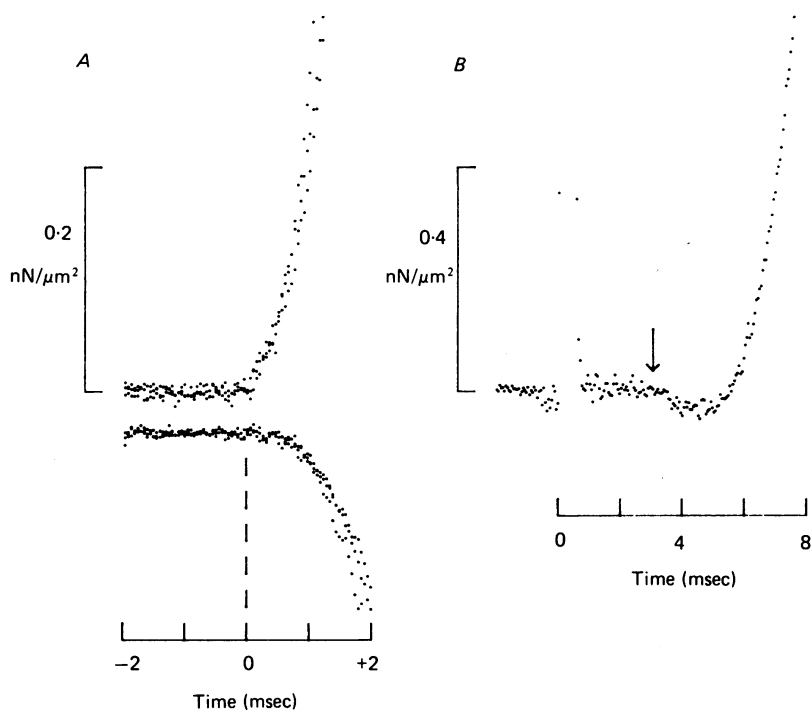 A
0·2
nN/μm²
-2 0 +2
Time (msec)
B
0·4
nN/μm²
0 4 8
Time (msec)